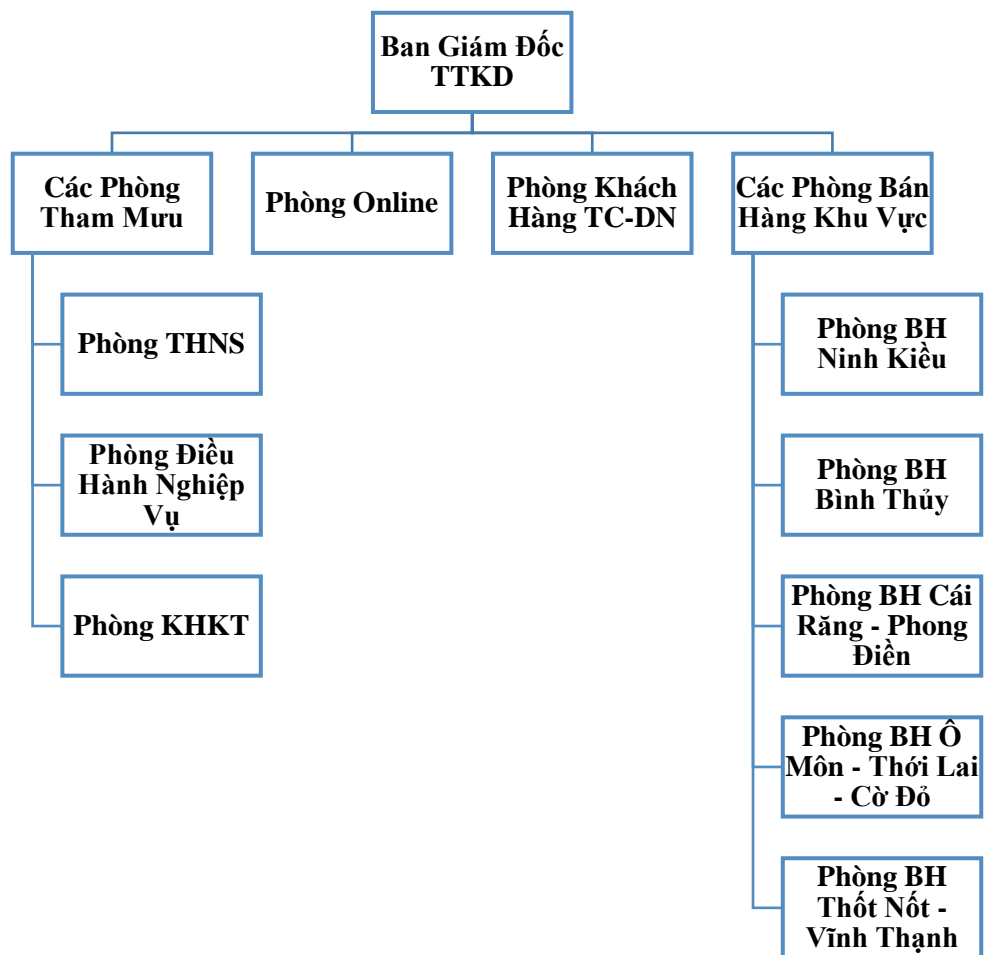 Ban Giám Đốc
TTKD
Các Phòng
Tham Mưu
Phòng Online
Phòng Khách
Hàng TC-DN
Các Phòng Bán
Hàng Khu Vực
Phòng THNS
Phòng Điều
Hành Nghiệp
Vụ
Phòng KHKT
Phòng BH
Ninh Kiều
Phòng BH
Bình Thủy
Phòng BH Cái
Răng - Phong
Điền
Phòng BH Ô
Môn - Thới Lai
- Cờ Đỏ
Phòng BH
Thốt Nốt -
Vĩnh Thạnh